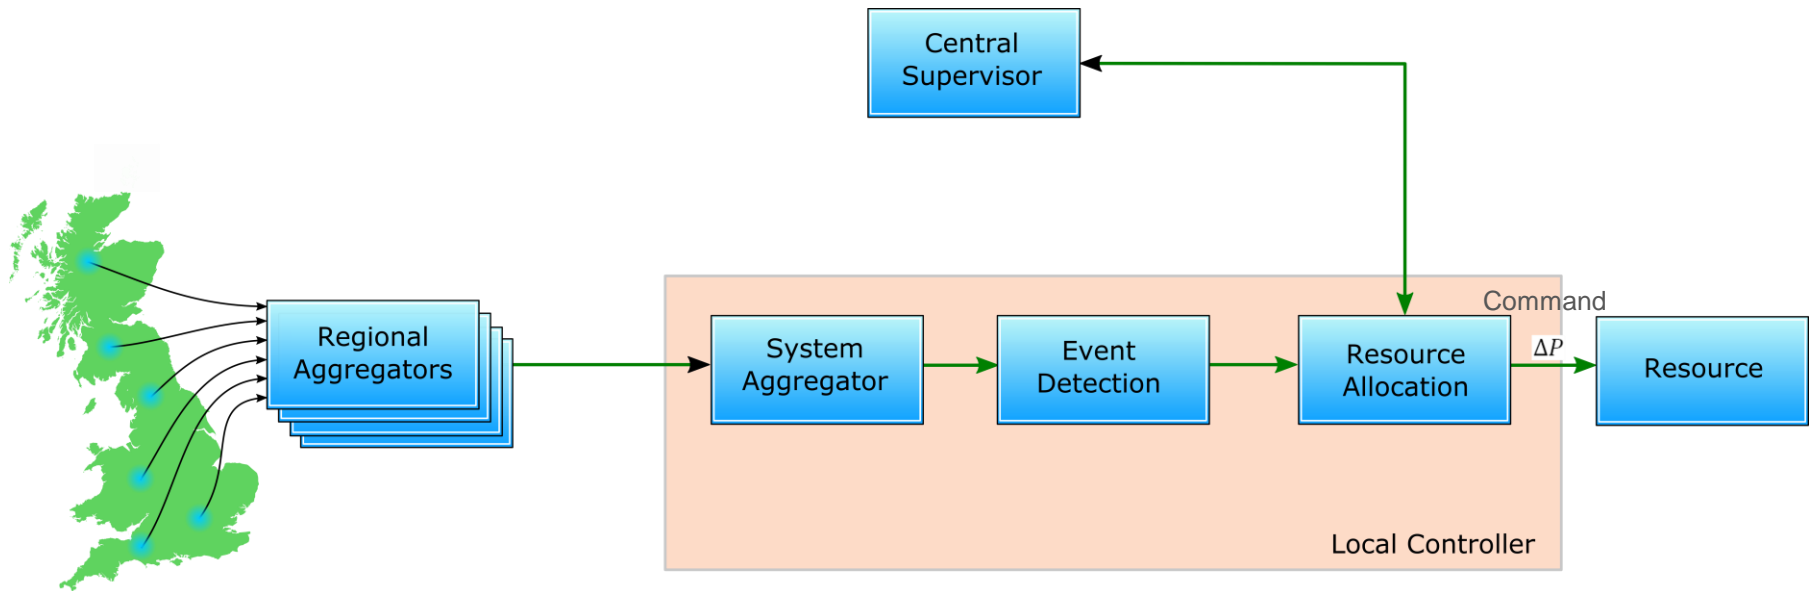 Central
Supervisor
Regional
Aggregators
System
Aggregator
Event
Detection
Resource
Allocation
Command
ΔP
Resource
Local Controller